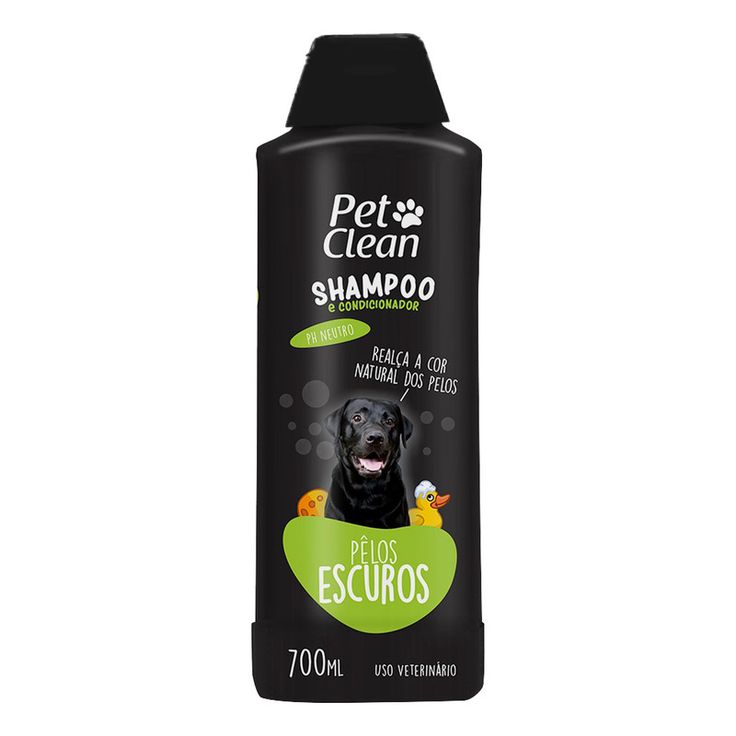 Pet
Clean
SHAMPOO
E CONDICIONADOR
PH NEUTRO
REALÇA A COR
NATURAL DOS PELOS
PÊLOS
ESCUROS
700ML
USO VETERINÁRIO